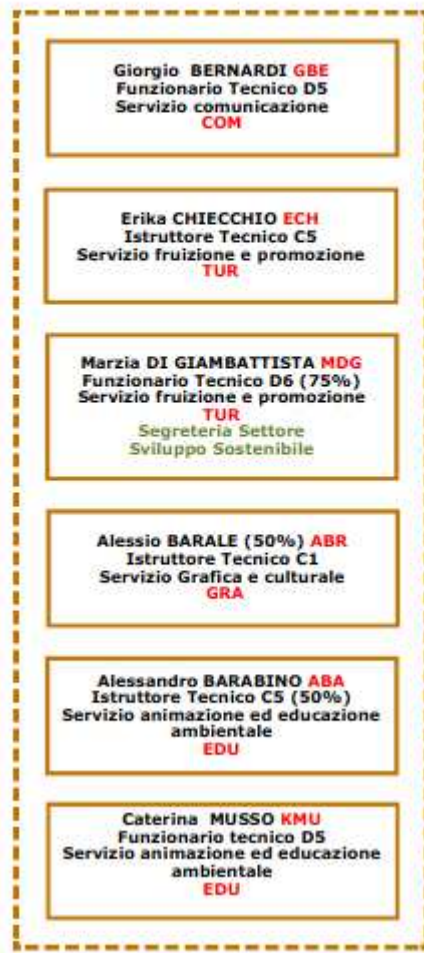 Giorgio BERNARDI GBE
Funzionario Tecnico D5
Servizio comunicazione
COM
Erika CHIECCHIO ECH
Istruttore Tecnico C5
Servizio fruizione e promozione
TUR
Marzia DI GIAMBATTISTA MDG
Funzionario Tecnico D6 (75%)
Servizio fruizione e promozione
TUR
Segreteria Settore
Sviluppo Sostenibile
Alessio BARALE (50%) ABR
Istruttore Tecnico C1
Servizio Grafica e culturale
GRA
Alessandro BARABINO ABA
Istruttore Tecnico C5 (50%)
Servizio animazione ed educazione
ambientale
EDU
Caterina MUSSO KMU
Funzionario tecnico D5
Servizio animazione ed educazione
ambientale
EDU